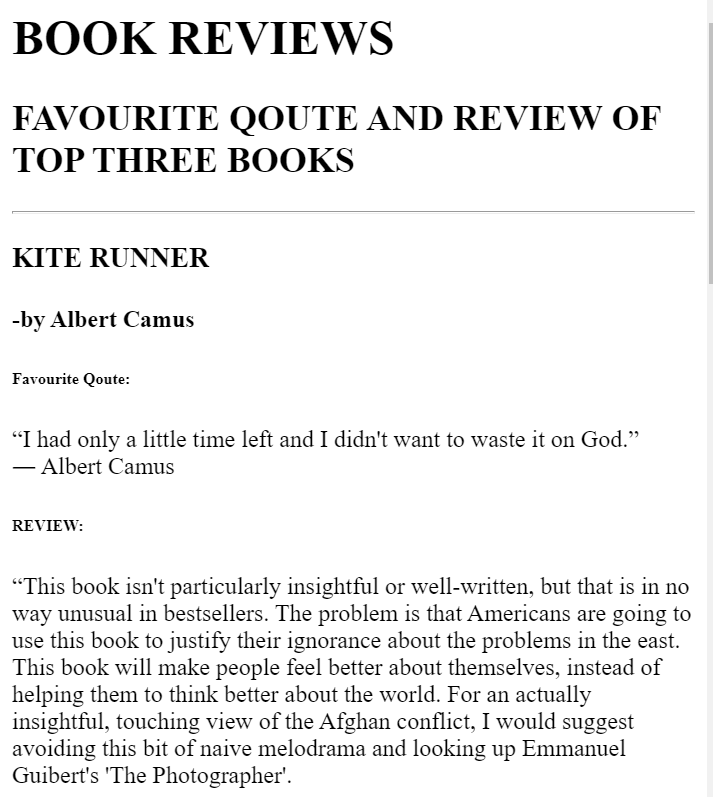 BOOK REVIEWS
FAVOURITE QOUTE AND REVIEW OF
TOP THREE BOOKS
KITE RUNNER
-by Albert Camus
Favourite Qoute:
“I had only a little time left and I didn't want to waste it on God.”
― Albert Camus
REVIEW:
“This book isn't particularly insightful or well-written, but that is in no
way unusual in bestsellers. The problem is that Americans are going to
use this book to justify their ignorance about the problems in the east.
This book will make people feel better about themselves, instead of
helping them to think better about the world. For an actually
insightful, touching view of the Afghan conflict, I would suggest
avoiding this bit of naive melodrama and looking up Emmanuel
Guibert's 'The Photographer'.